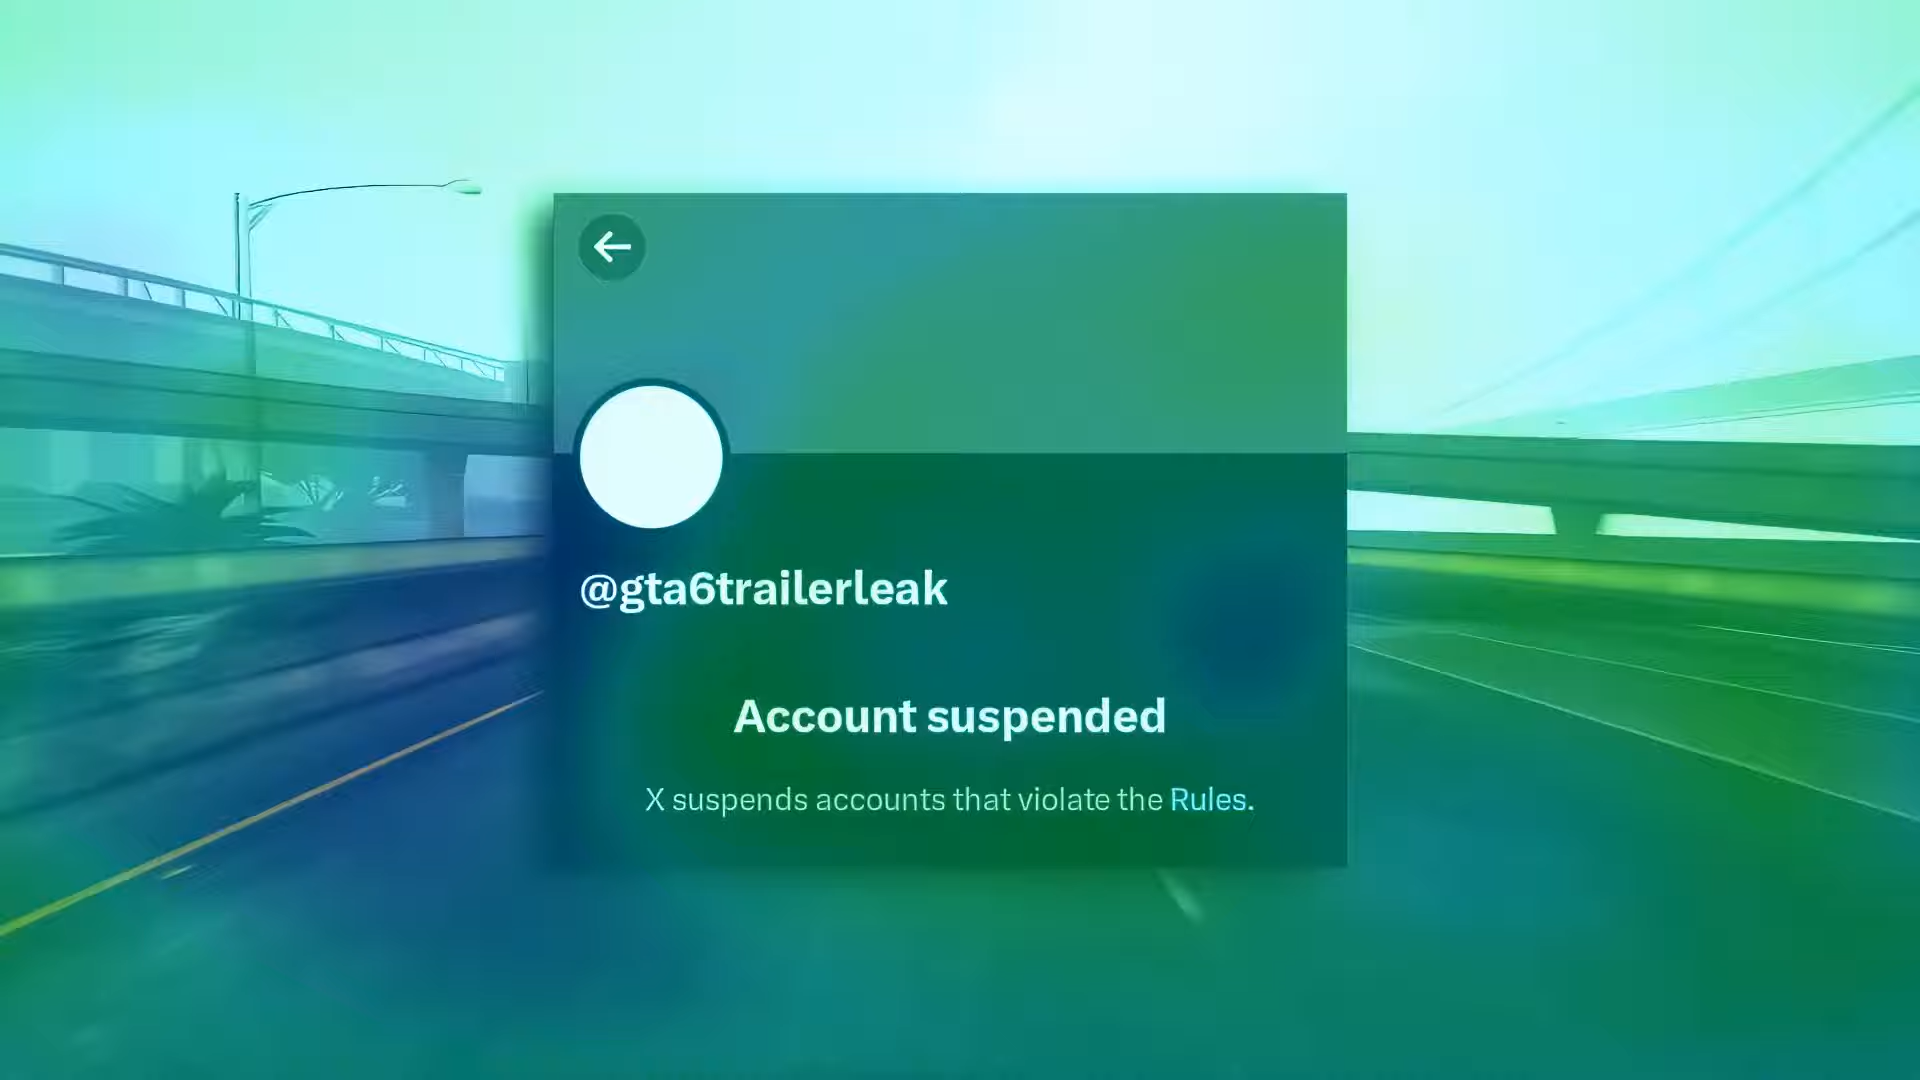 @gta6trailerleak
Account suspended
X suspends accounts that violate the Rules.